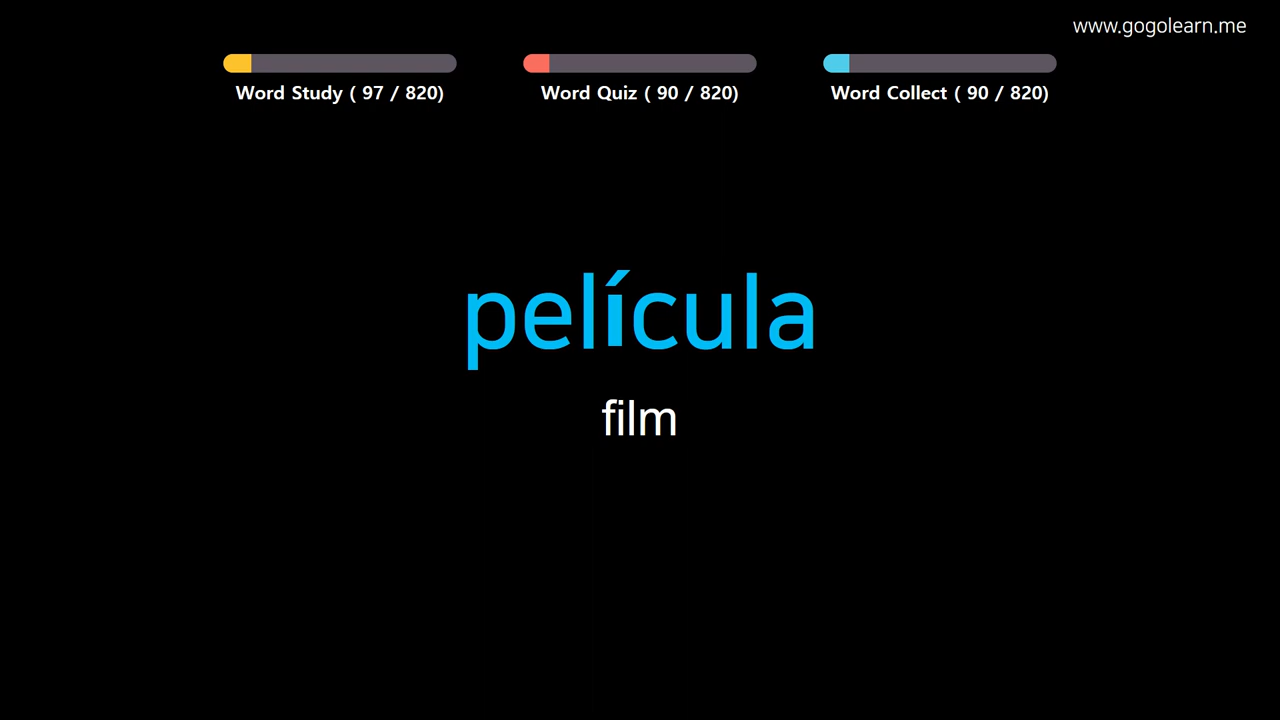 www.gogolearn.me
Word Study ( 97 / 820)
Word Quiz ( 90 / 820)
Word Collect ( 90 / 820)
película
film